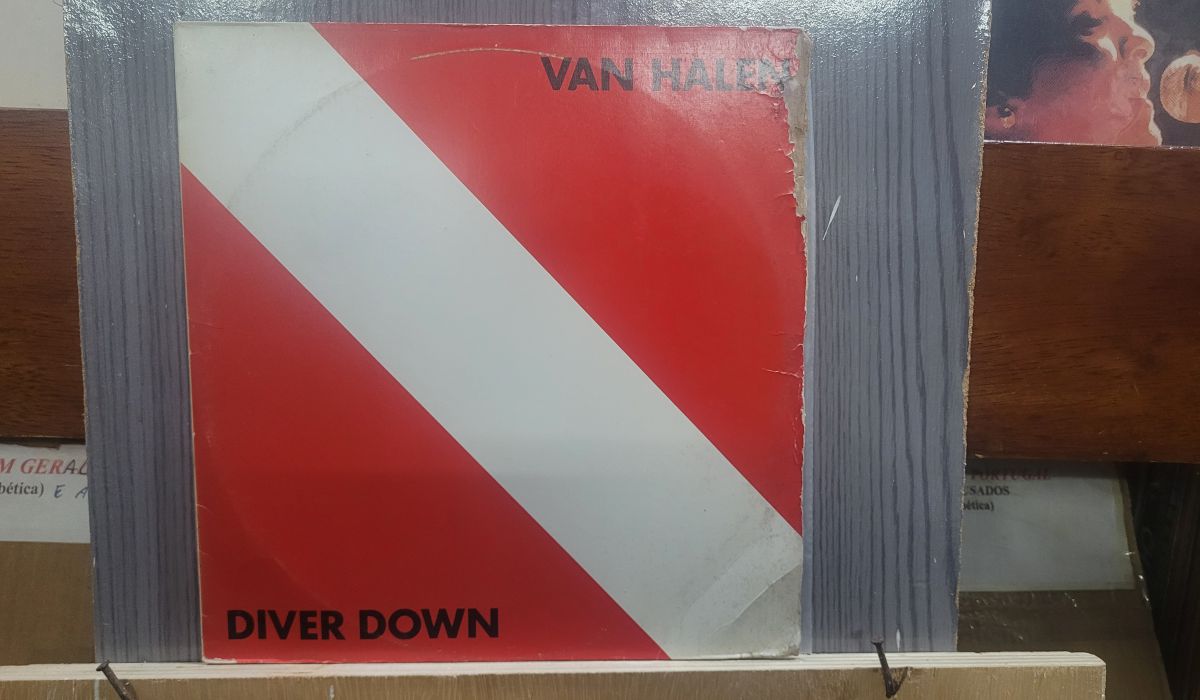 VAN HALEN
DIVER DOWN
M GERAL
bética) E A
PORTUGAL
USADOS
bética)